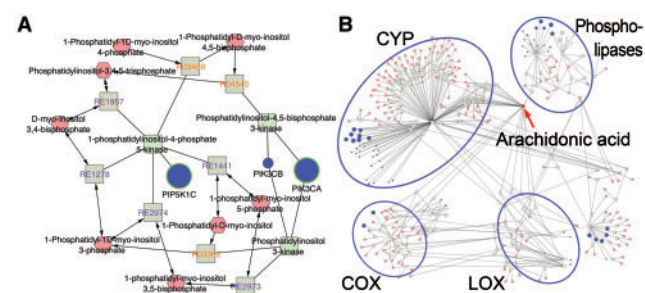 A
1-Phosphatidyl-1D-myo-inositol
4-phosphate
1-Phosphatidyl-D-myo-inositol
4,5-bisphosphate
Phosphatidylinositol-3,4,5-trisphosphate
RE1957
D-myo-inositol
3,4-bisphosphate
1-phosphatidylinositol-4-phosphate
5-kinase
Phosphatidylinositol-4,5-bisphosphate
3-kinase
RE1278
RE1441
PIP5K1C
PIK3CB
PIK3CA
RE2974
1-phosphatidyl-myo-inositol
5-phosphate
1-Phosphatidyl-D-myo-inositol
1-Phosphatidyl-1D-myo-inositol
3-phosphate
Phosphatidylinositol
3-kinase
1-phosphatidyl-myo-inositol
3,5-bisphosphate
RE2973
B
CYP
Phospho-
lipases
Arachidonic acid
COX
LOX